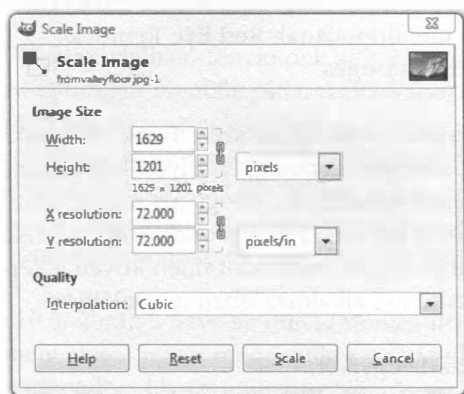 Scale Image
Scale Image
fromvalleyfloor.jpg-1
Image Size
Width: 1629
Height: 1201 pixels
1629 x 1201 pixels
X resolution: 72.000
Y resolution: 72.000 pixels/in
Quality
Interpolation: Cubic
Help Reset Scale Cancel